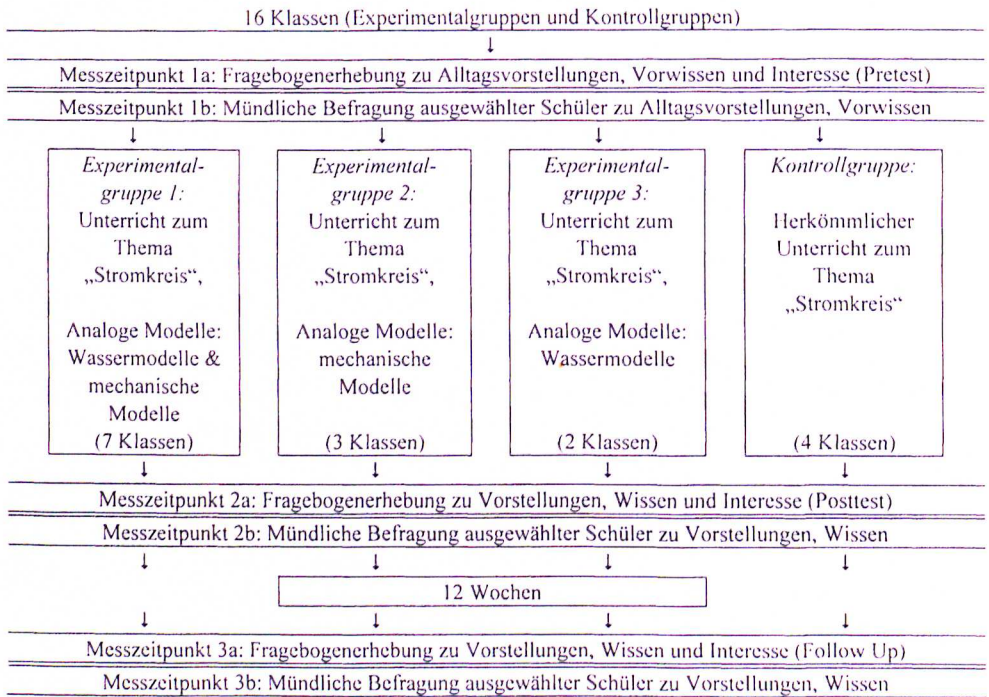 16 Klassen (Experimentalgruppen und Kontrollgruppen)
Messzeitpunkt 1a: Fragebogenerhebung zu Alltagsvorstellungen, Vorwissen und Interesse (Pretest)
Messzeitpunkt 1b: Mündliche Befragung ausgewählter Schüler zu Alltagsvorstellungen, Vorwissen
Experimental-
gruppe 1:
Unterricht zum
Thema
„Stromkreis“,
Analoge Modelle:
Wassermodelle &
mechanische
Modelle
(7 Klassen)
Experimental-
gruppe 2:
Unterricht zum
Thema
„Stromkreis“,
Analoge Modelle:
mechanische
Modelle
(3 Klassen)
Experimental-
gruppe 3:
Unterricht zum
Thema
„Stromkreis“,
Analoge Modelle:
Wassermodelle
(2 Klassen)
Kontrollgruppe:
Herkömmlicher
Unterricht zum
Thema
„Stromkreis“
(4 Klassen)
Messzeitpunkt 2a: Fragebogenerhebung zu Vorstellungen, Wissen und Interesse (Posttest)
Messzeitpunkt 2b: Mündliche Befragung ausgewählter Schüler zu Vorstellungen, Wissen
12 Wochen
Messzeitpunkt 3a: Fragebogenerhebung zu Vorstellungen, Wissen und Interesse (Follow Up)
Messzeitpunkt 3b: Mündliche Befragung ausgewählter Schüler zu Vorstellungen, Wissen